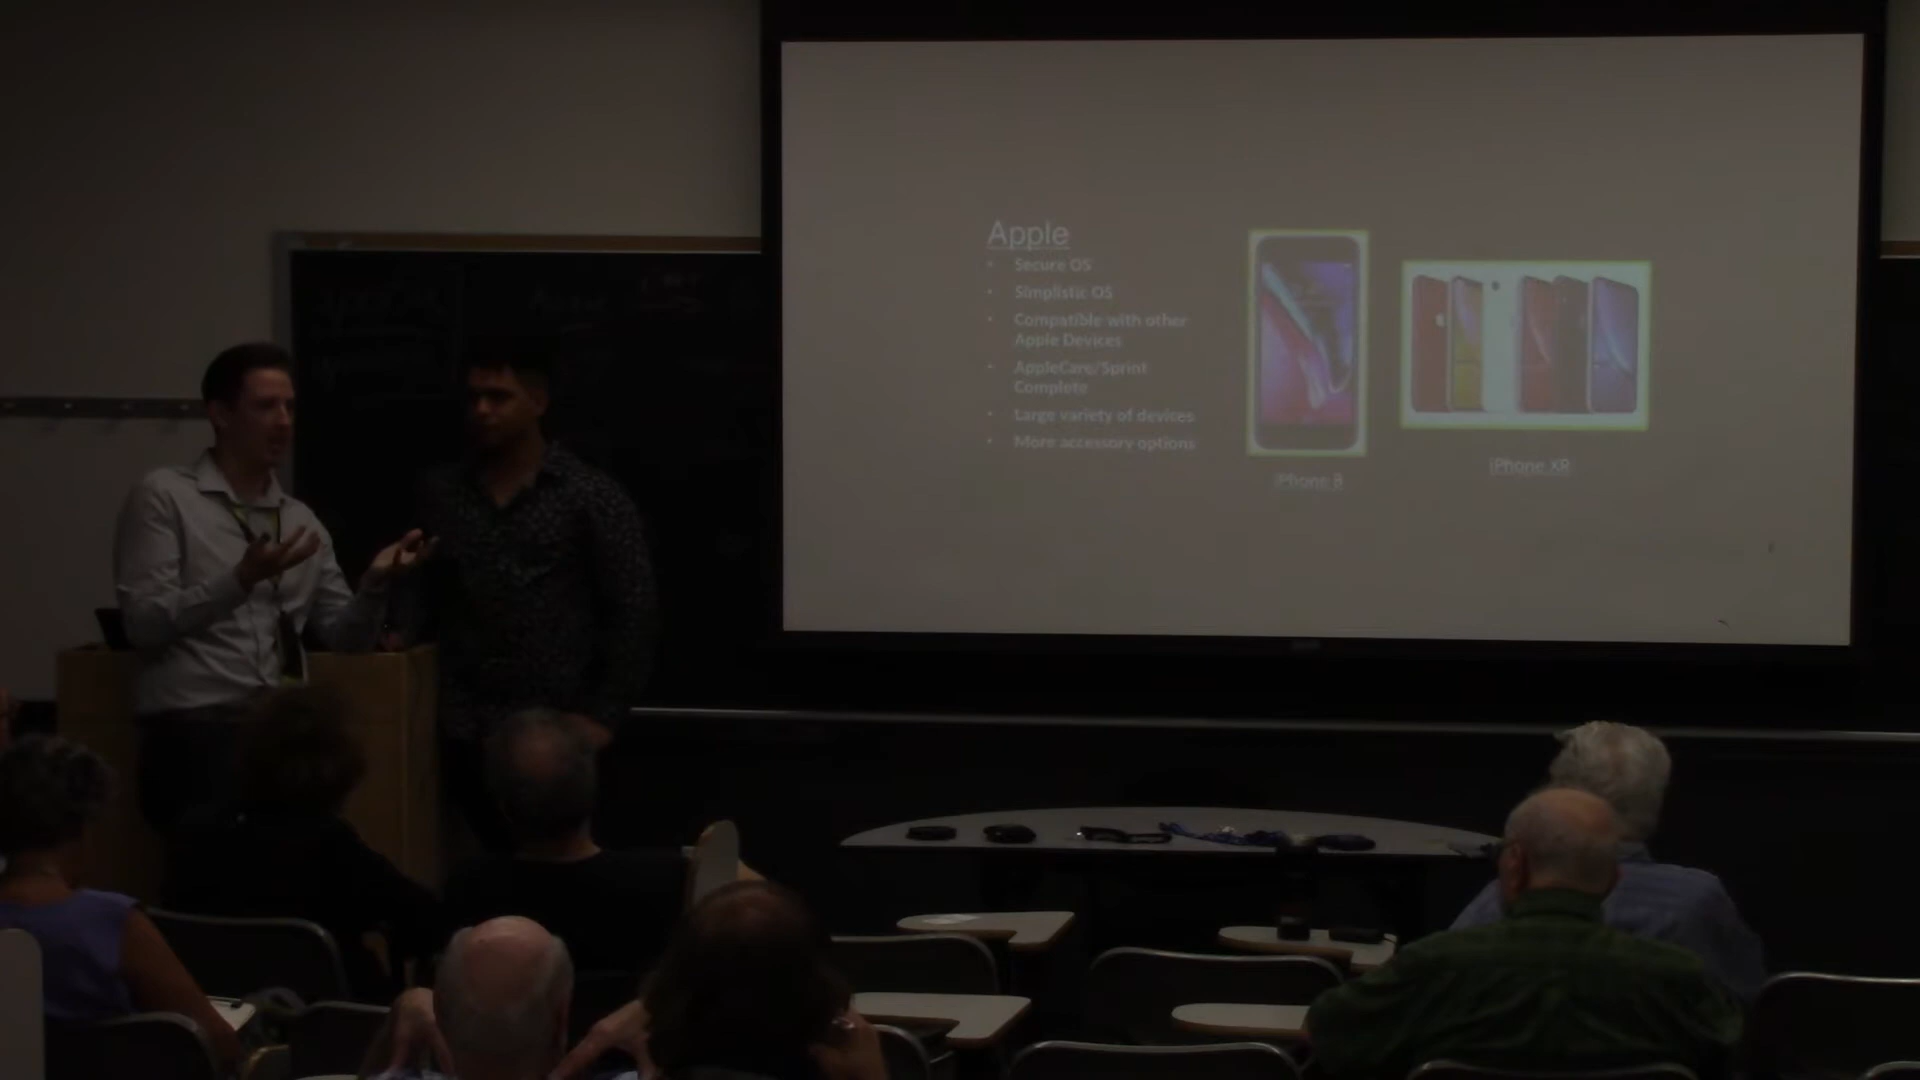 Apple
• Secure OS
• Simplistic OS
• Compatible with other
Apple Devices
• AppleCare/Sprint
Complete
• Large variety of devices
• More accessory options
iPhone 8
iPhone XR